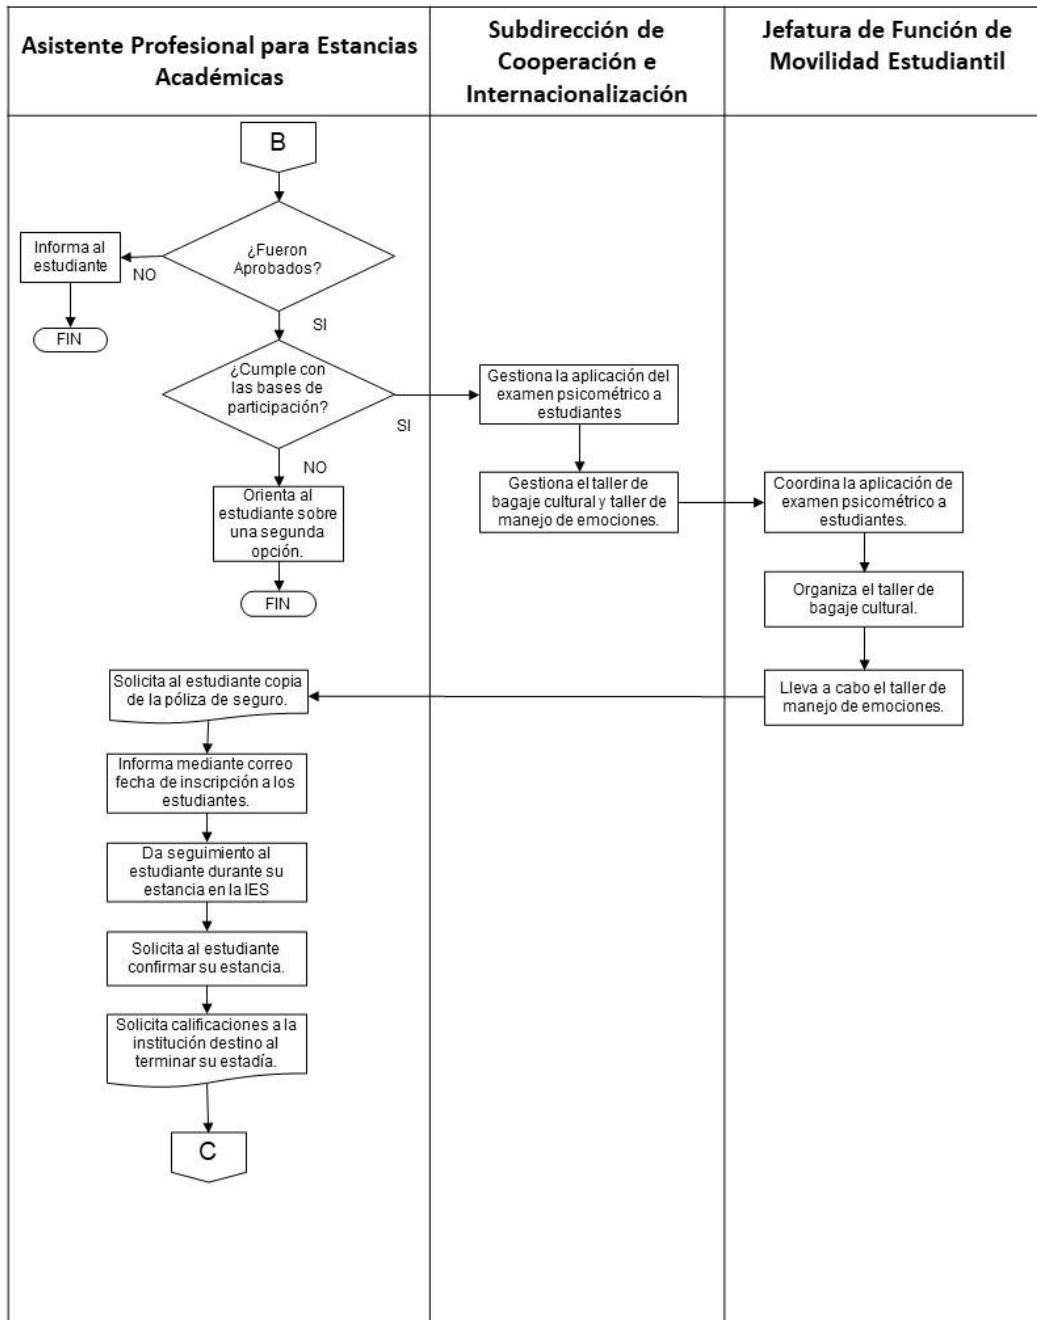 Asistente Profesional para Estancias
Académicas
Subdirección de
Cooperación e
Internacionalización
Jefatura de Función de
Movilidad Estudiantil
B
¿Fueron
Aprobados?
NO
Informa al
estudiante
FIN
SI
¿Cumple con
las bases de
participación?
SI
NO
Orienta al
estudiante sobre
una segunda
opción.
FIN
Gestiona la aplicación del
examen psicométrico a
estudiantes
Gestiona el taller de
bagaje cultural y taller de
manejo de emociones.
Coordina la aplicación de
examen psicométrico a
estudiantes.
Organiza el taller de
bagaje cultural.
Lleva a cabo el taller de
manejo de emociones.
Solicita al estudiante copia
de la póliza de seguro.
Informa mediante correo
fecha de inscripción a los
estudiantes.
Da seguimiento al
estudiante durante su
estancia en la IES
Solicita al estudiante
confirmar su estancia.
Solicita calificaciones a la
institución destino al
terminar su estadía.
C